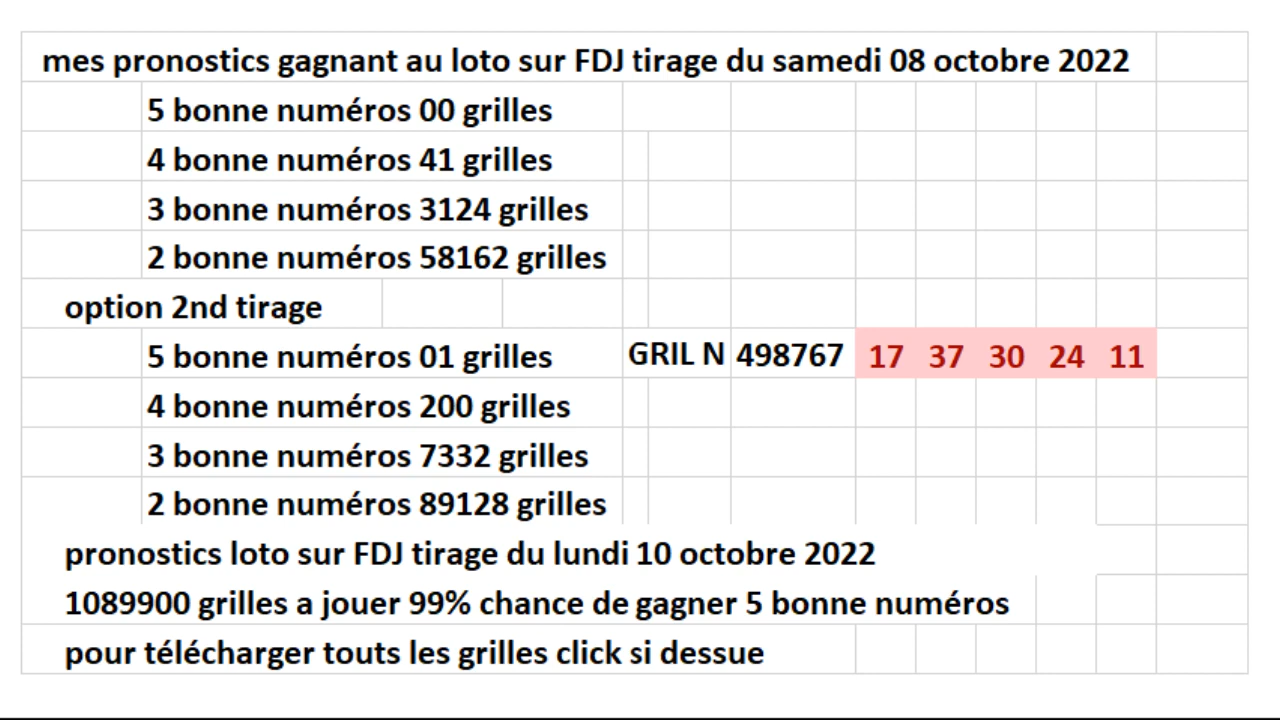 mes pronostics gagnant au loto sur FDJ tirage du samedi 08 octobre 2022
5 bonne numéros 00 grilles
4 bonne numéros 41 grilles
3 bonne numéros 3124 grilles
2 bonne numéros 58162 grilles
option 2nd tirage
5 bonne numéros 01 grilles GRIL N 498767 17 37 30 24 11
4 bonne numéros 200 grilles
3 bonne numéros 7332 grilles
2 bonne numéros 89128 grilles
pronostics loto sur FDJ tirage du lundi 10 octobre 2022
1089900 grilles a jouer 99% chance de gagner 5 bonne numéros
pour télécharger touts les grilles click si dessue